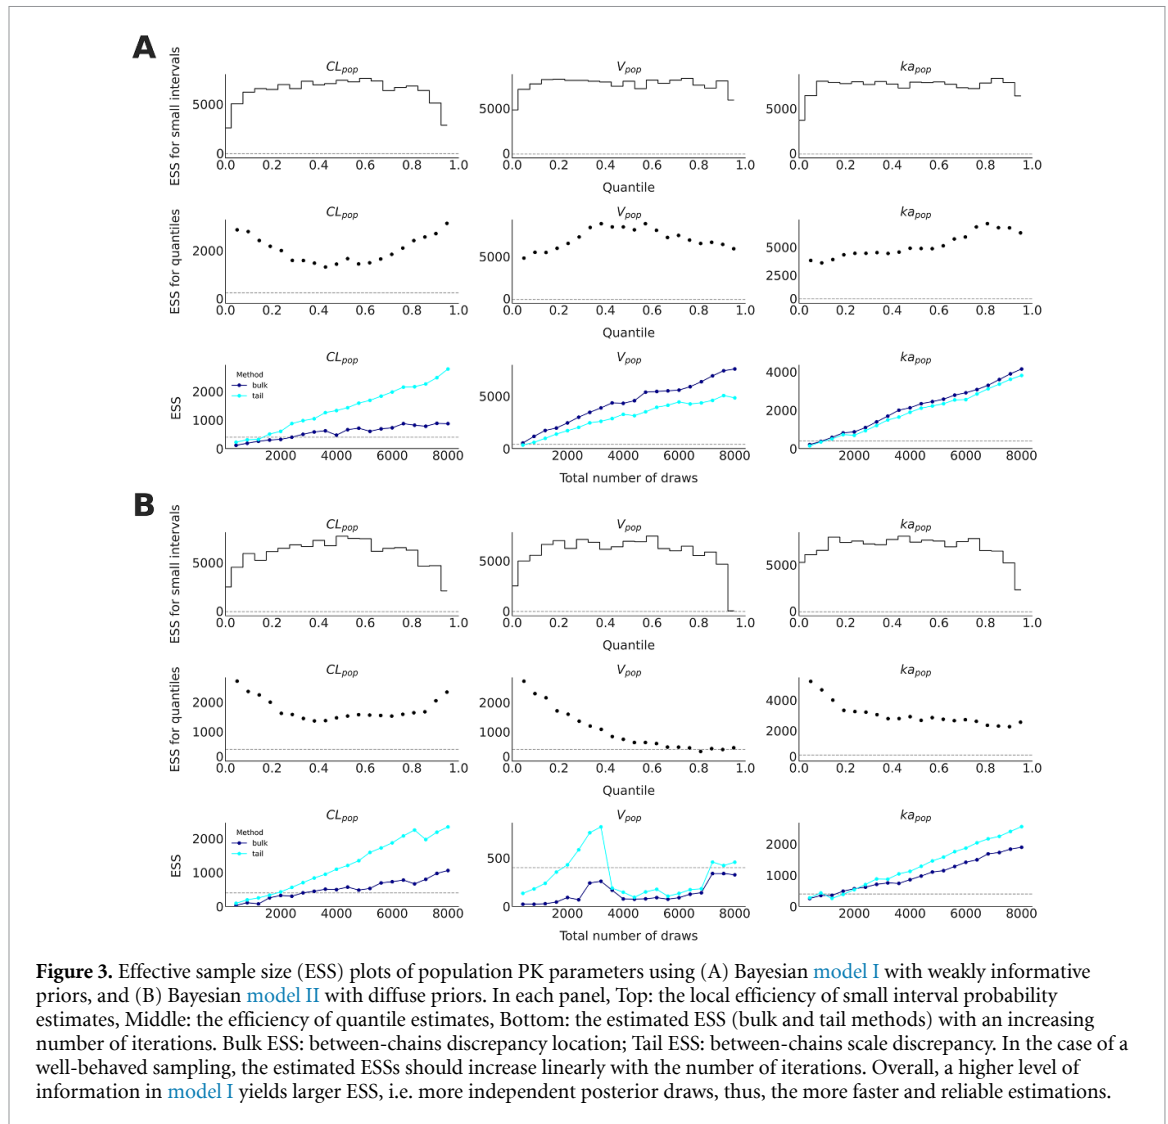 A
CLpop
Vpop
kapop
ESS for small intervals
5000
0
0.0 0.2 0.4 0.6 0.8 1.0
5000
0
0.0 0.2 0.4 0.6 0.8 1.0
5000
0
0.0 0.2 0.4 0.6 0.8 1.0
Quantile
CLpop
Vpop
kapop
ESS for quantiles
2000
0
0.0 0.2 0.4 0.6 0.8 1.0
5000
0
0.0 0.2 0.4 0.6 0.8 1.0
5000
2500
0
0.0 0.2 0.4 0.6 0.8 1.0
Quantile
CLpop
Vpop
kapop
ESS
Method
bulk
tail
2000
1000
0
2000 4000 6000 8000
5000
0
2000 4000 6000 8000
4000
2000
0
2000 4000 6000 8000
Total number of draws
B
CLpop
Vpop
kapop
ESS for small intervals
5000
0
0.0 0.2 0.4 0.6 0.8 1.0
5000
0
0.0 0.2 0.4 0.6 0.8 1.0
5000
0
0.0 0.2 0.4 0.6 0.8 1.0
Quantile
CLpop
Vpop
kapop
ESS for quantiles
2000
1000
0
0.0 0.2 0.4 0.6 0.8 1.0
2000
1000
0
0.0 0.2 0.4 0.6 0.8 1.0
4000
2000
0
0.0 0.2 0.4 0.6 0.8 1.0
Quantile
CLpop
Vpop
kapop
ESS
Method
bulk
tail
2000
1000
0
2000 4000 6000 8000
500
0
2000 4000 6000 8000
2000
1000
0
2000 4000 6000 8000
Total number of draws
Figure 3. Effective sample size (ESS) plots of population PK parameters using (A) Bayesian model I with weakly informative
priors, and (B) Bayesian model II with diffuse priors. In each panel, Top: the local efficiency of small interval probability
estimates, Middle: the efficiency of quantile estimates, Bottom: the estimated ESS (bulk and tail methods) with an increasing
number of iterations. Bulk ESS: between-chains discrepancy location; Tail ESS: between-chains scale discrepancy. In the case of a
well-behaved sampling, the estimated ESSs should increase linearly with the number of iterations. Overall, a higher level of
information in model I yields larger ESS, i.e. more independent posterior draws, thus, the more faster and reliable estimations.